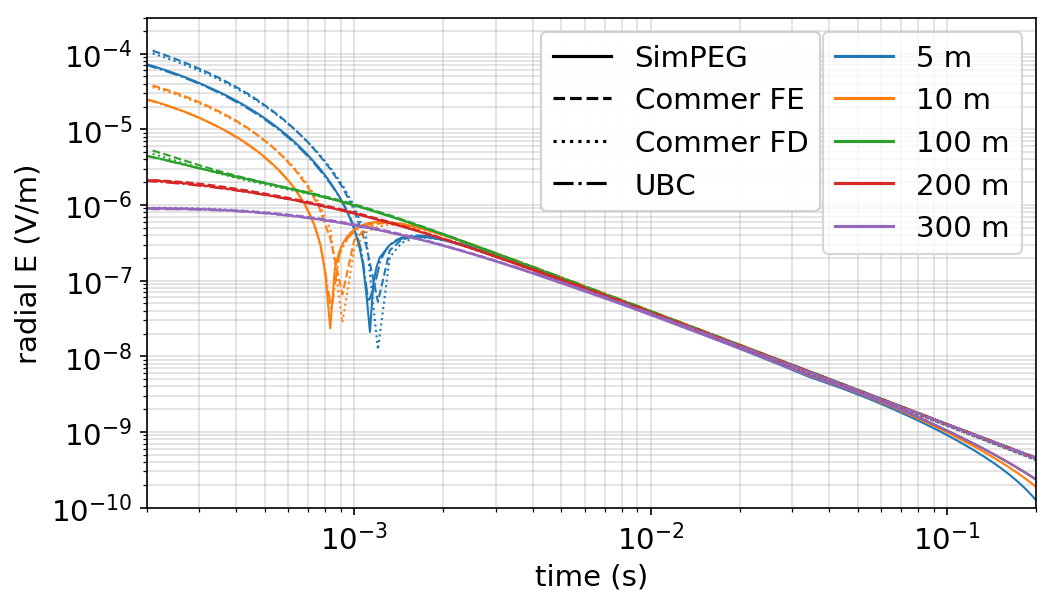 radial E (V/m)
10⁻⁴
10⁻⁵
10⁻⁶
10⁻⁷
10⁻⁸
10⁻⁹
10⁻¹⁰
SimPEG
Commer FE
Commer FD
UBC
5 m
10 m
100 m
200 m
300 m
10⁻³
10⁻²
10⁻¹
time (s)